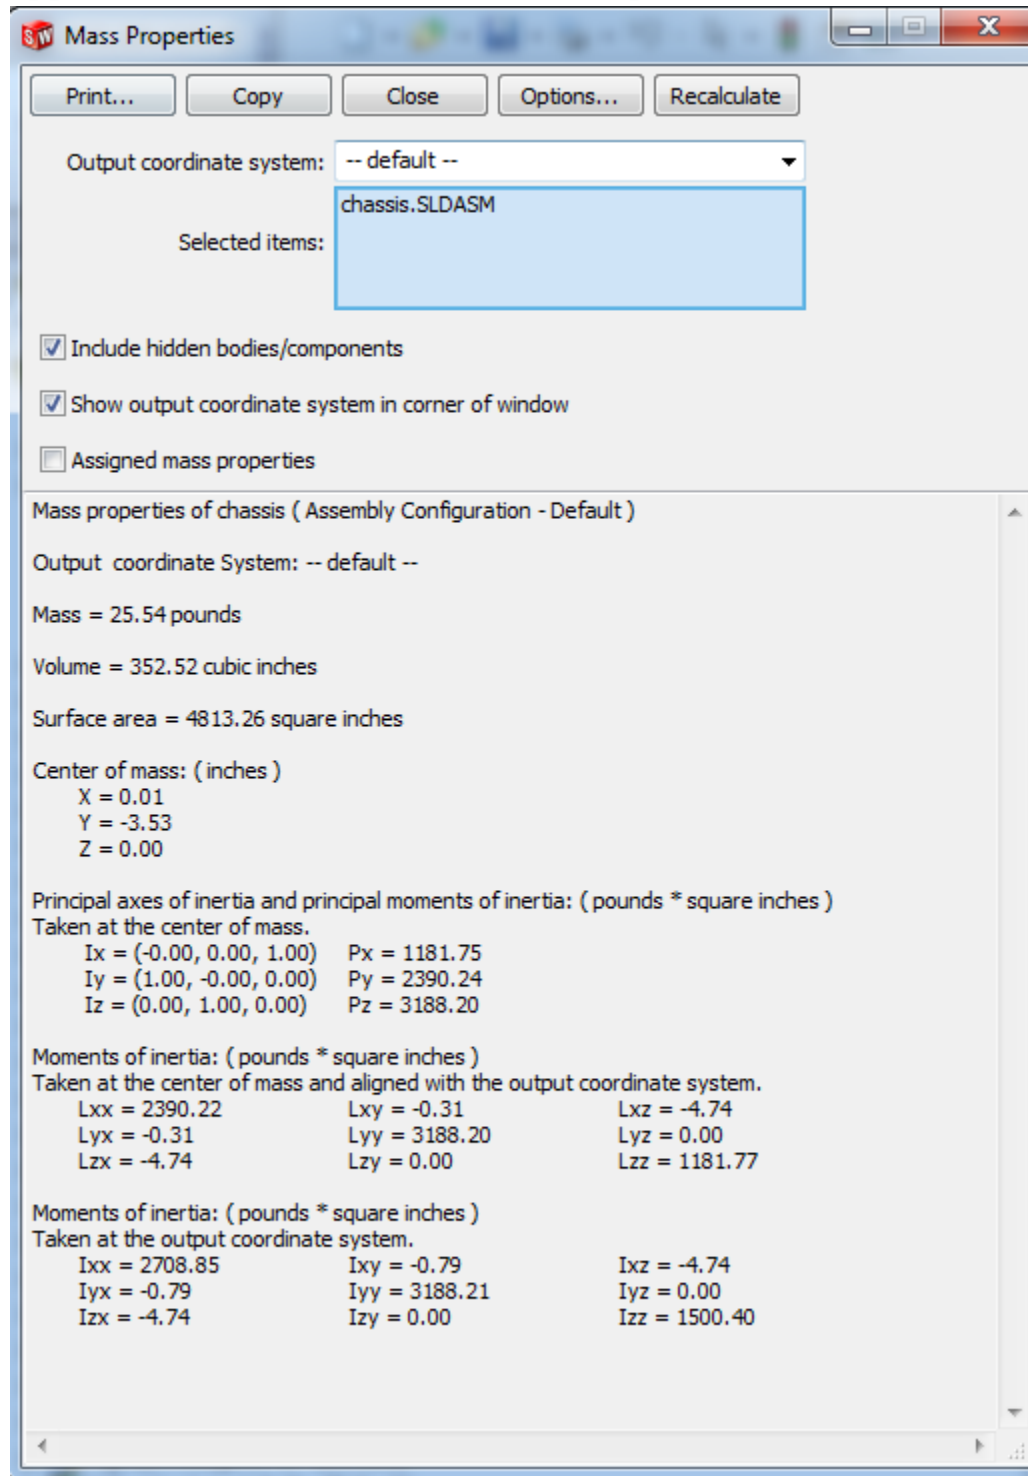 SW Mass Properties
Print... Copy Close Options... Recalculate
Output coordinate system: -- default --
chassis.SLDASM
Selected items:
Include hidden bodies/components
Show output coordinate system in corner of window
Assigned mass properties
Mass properties of chassis ( Assembly Configuration - Default )
Output  coordinate System: -- default --
Mass = 25.54 pounds
Volume = 352.52 cubic inches
Surface area = 4813.26 square inches
Center of mass: ( inches )
X = 0.01
Y = -3.53
Z = 0.00
Principal axes of inertia and principal moments of inertia: ( pounds * square inches )
Taken at the center of mass.
Ix = (-0.00, 0.00, 1.00) Px = 1181.75
Iy = (1.00, -0.00, 0.00) Py = 2390.24
Iz = (0.00, 1.00, 0.00) Pz = 3188.20
Moments of inertia: ( pounds * square inches )
Taken at the center of mass and aligned with the output coordinate system.
Lxx = 2390.22 Lxy = -0.31 Lxz = -4.74
Lyx = -0.31 Lyy = 3188.20 Lyz = 0.00
Lzx = -4.74 Lzy = 0.00 Lzz = 1181.77
Moments of inertia: ( pounds * square inches )
Taken at the output coordinate system.
Ixx = 2708.85 Ixy = -0.79 Ixz = -4.74
Iyx = -0.79 Iyy = 3188.21 Iyz = 0.00
Izx = -4.74 Izy = 0.00 Izz = 1500.40